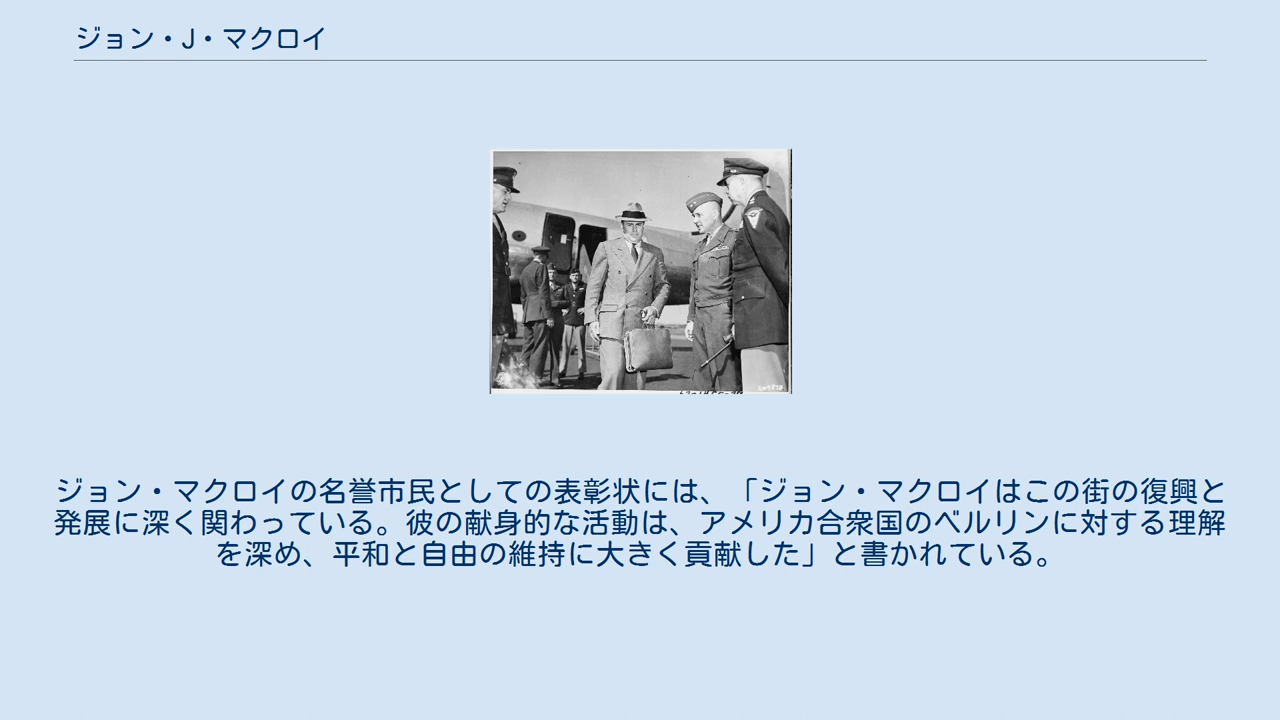 ジョン・J・マクロイ
ジョン・マクロイの名誉市民としての表彰状には、「ジョン・マクロイはこの街の復興と
発展に深く関わっている。彼の献身的な活動は、アメリカ合衆国のベルリンに対する理解
を深め、平和と自由の維持に大きく貢献した」と書かれている。